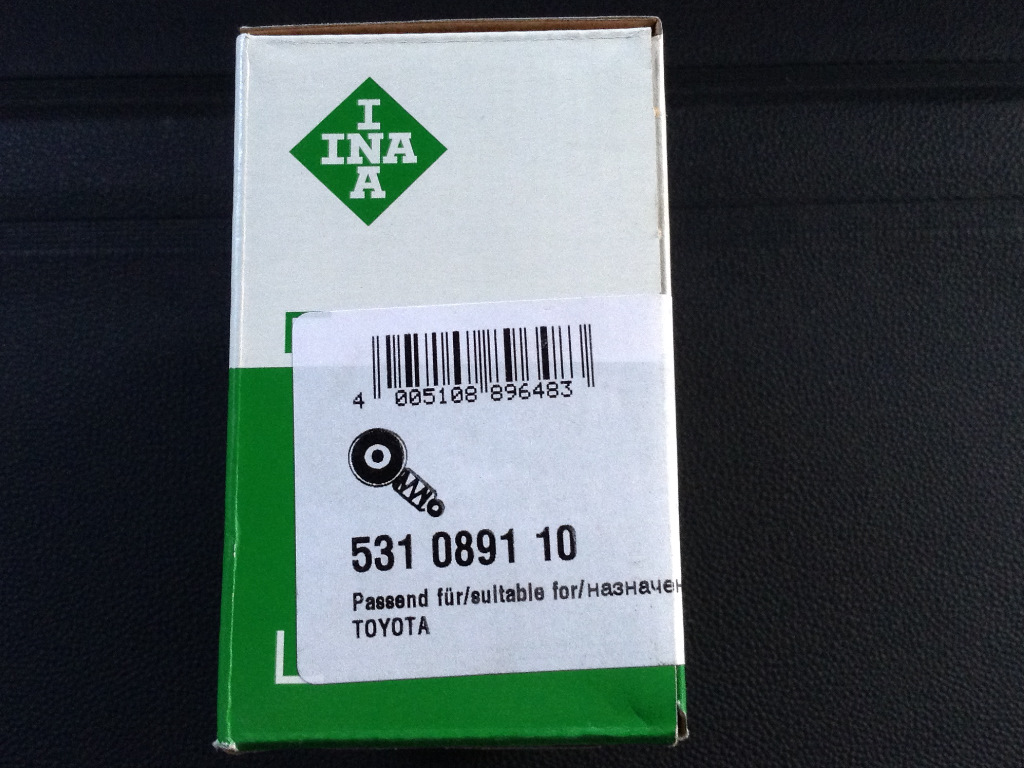 I
INA
A
4 005108 896483
531 0891 10
Passend für/suitable for/назначен
TOYOTA